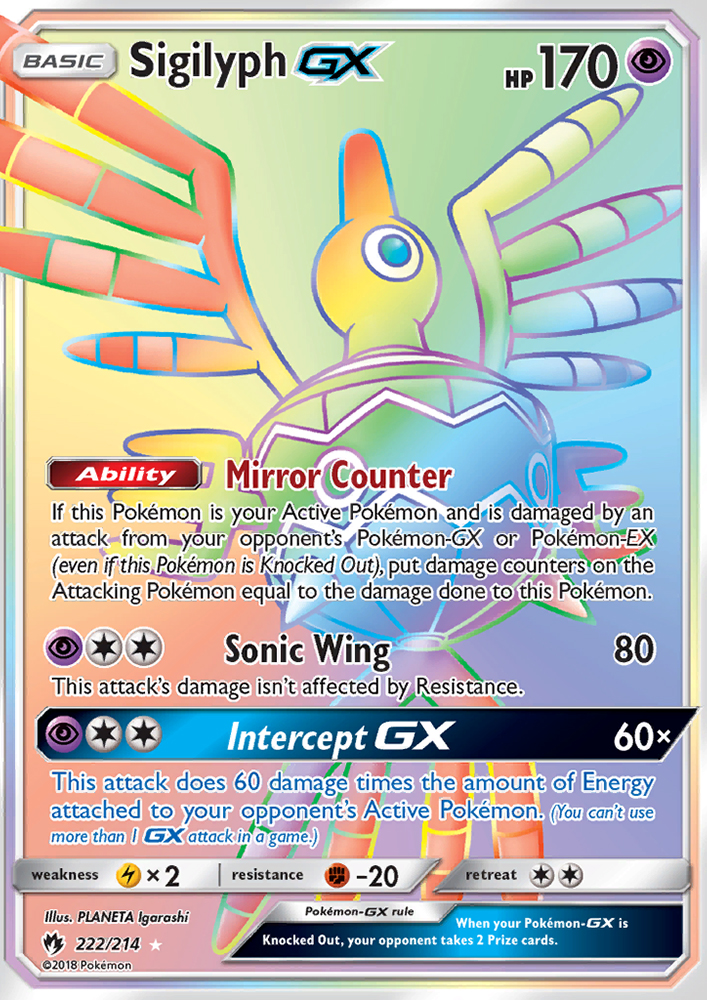 BASIC Sigilyph GX HP 170
Ability Mirror Counter
If this Pokémon is your Active Pokémon and is damaged by an
attack from your opponent's Pokémon-GX or Pokémon-EX
(even if this Pokémon is Knocked Out), put damage counters on the
Attacking Pokémon equal to the damage done to this Pokémon.
Sonic Wing 80
This attack's damage isn't affected by Resistance.
Intercept GX 60×
This attack does 60 damage times the amount of Energy
attached to your opponent's Active Pokémon. (You can't use
more than 1 GX attack in a game.)
weakness ×2 resistance -20 retreat
Illus. PLANETA Igarashi
222/214
©2018 Pokémon
Pokémon-GX rule
When your Pokémon-GX is
Knocked Out, your opponent takes 2 Prize cards.